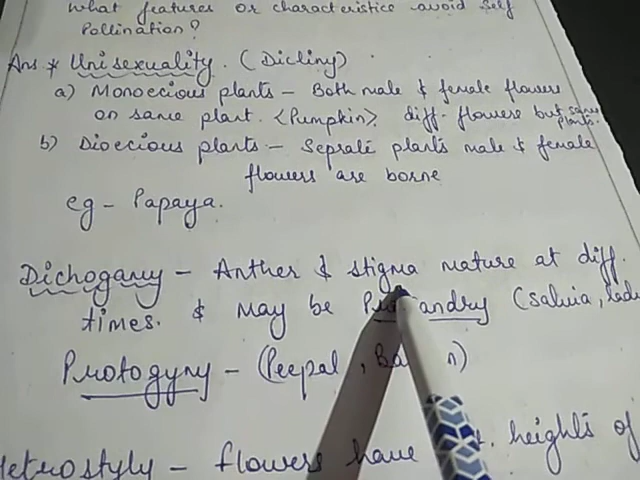 What features or characteristics avoid self
Pollination?
Ans * Unisexuality. (Dicliny)
a) Monoecious plants - Both male & female flowers
on same plant. <Pumpkin> diff. flowers but same
plants.
b) Dioecious plants - Seprate plants male & female
flowers are borne
eg - Papaya.
Dichogamy - Anther & stigma mature at diff.
times. & may be andry (salvia,
Protogyny - (Peepal,
Hetrostyly - flowers have heights of